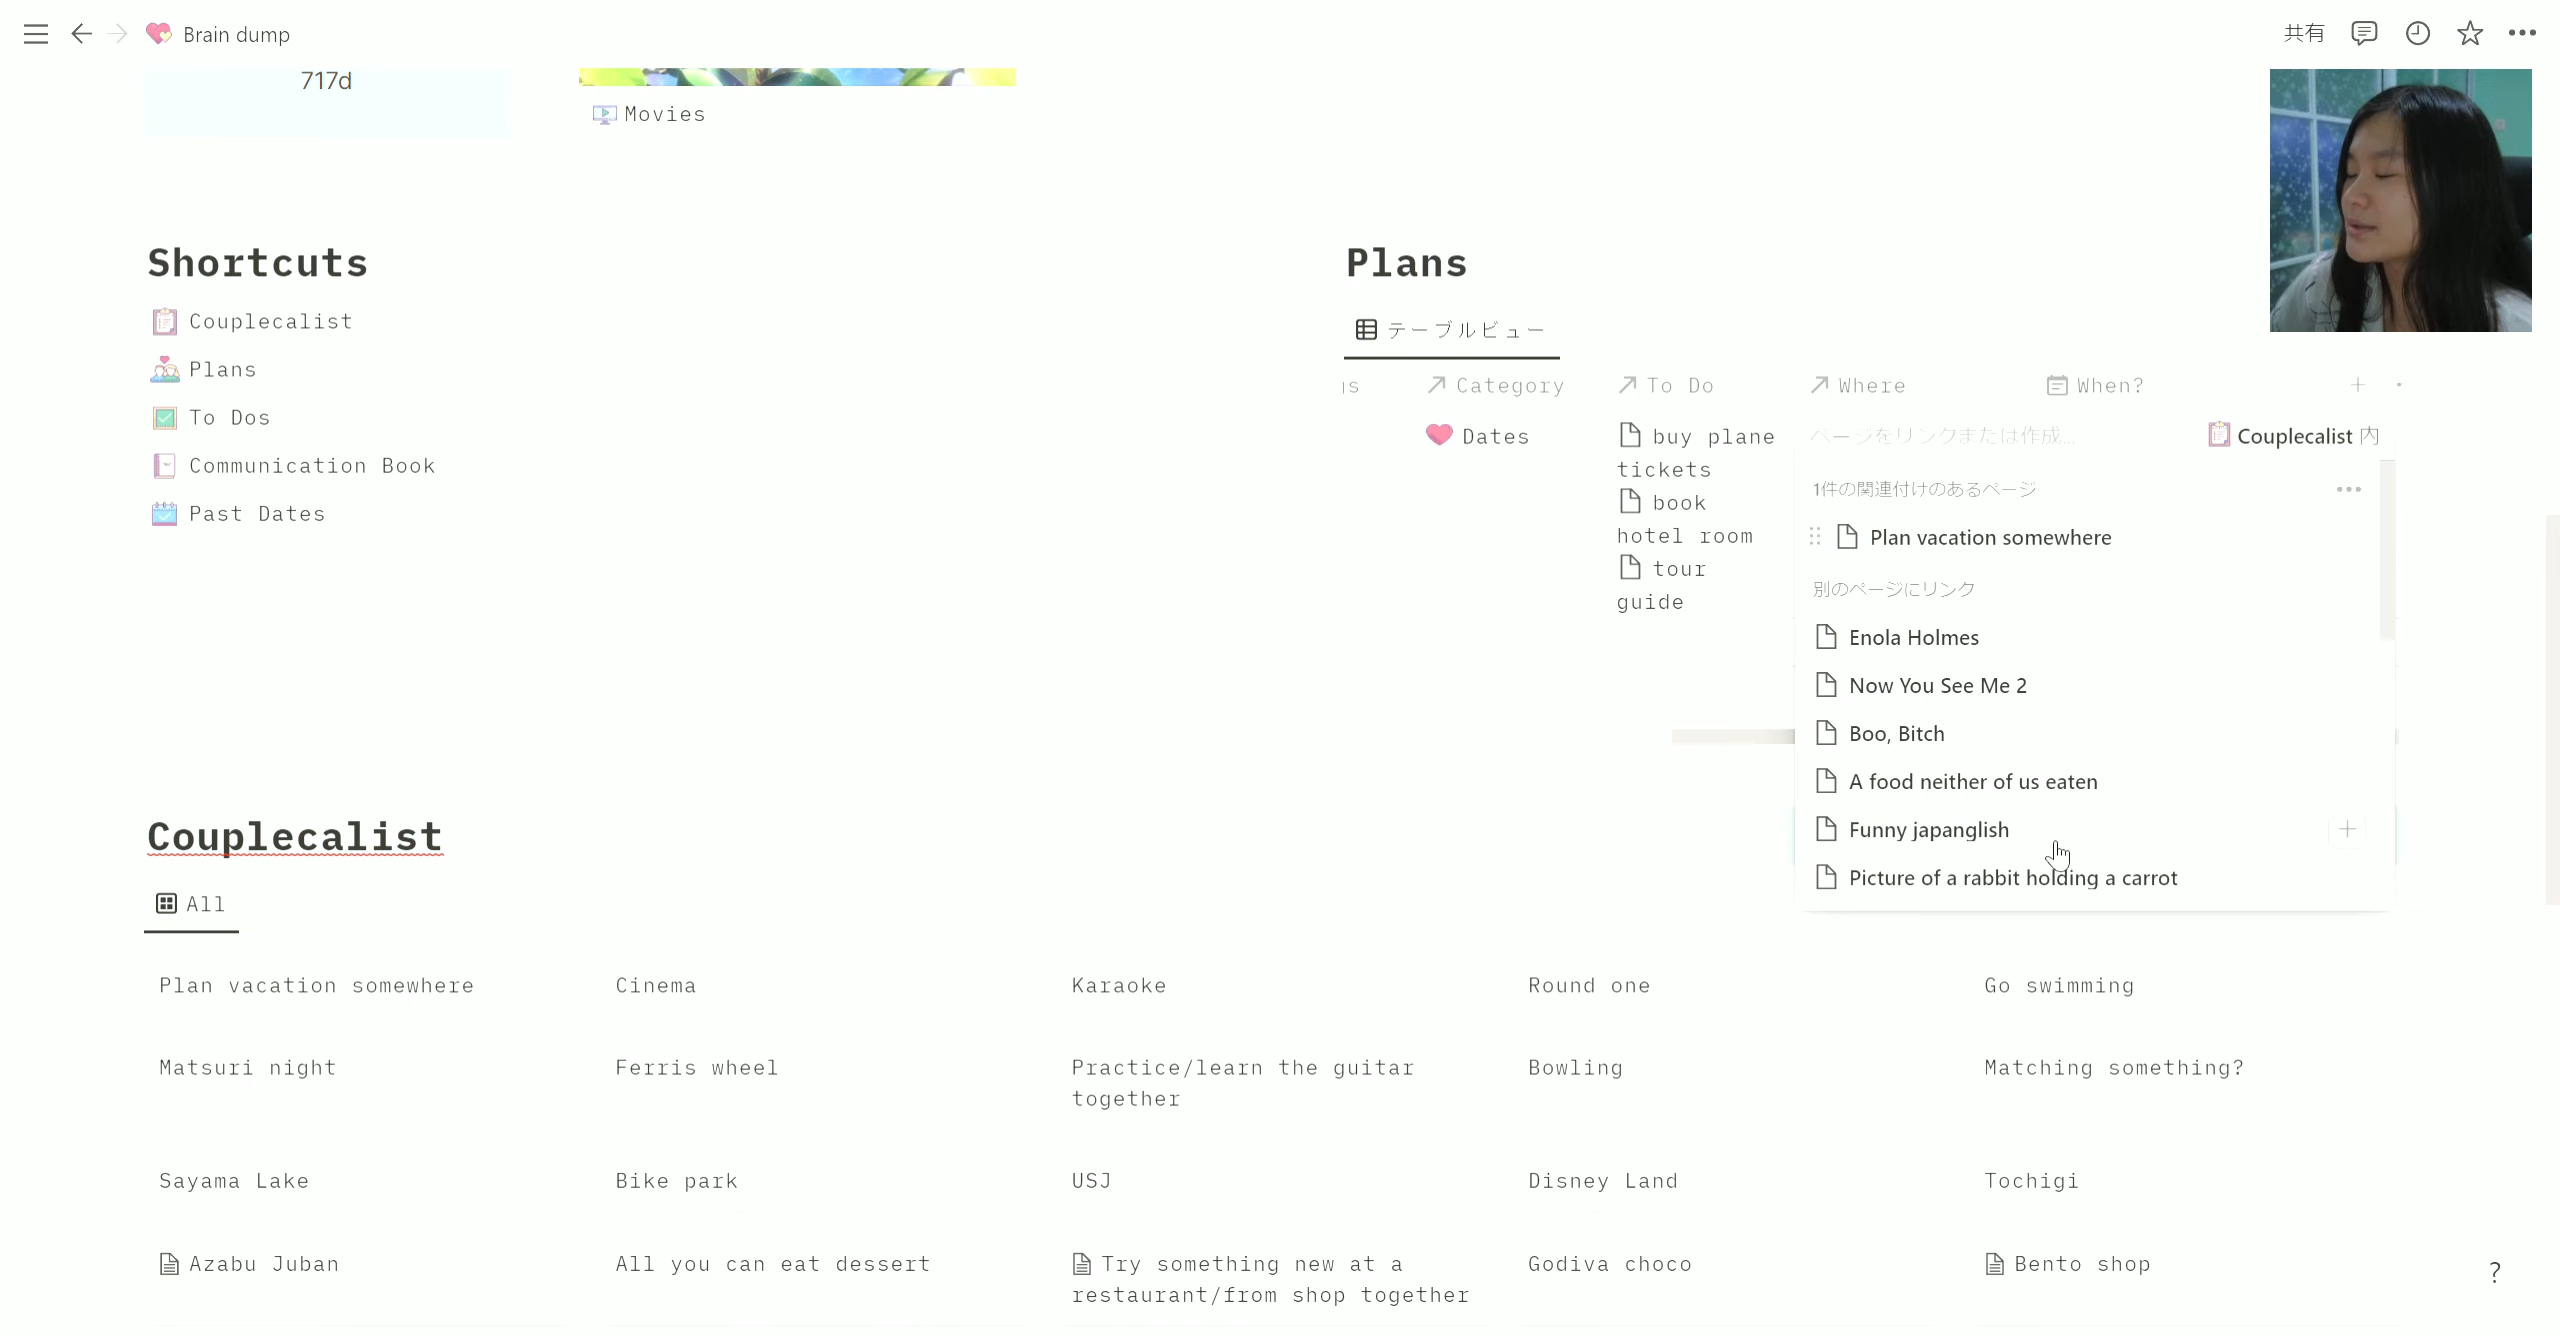 Brain dump
共有
717d
Movies
Shortcuts
Couplecalist
Plans
To Dos
Communication Book
Past Dates
Plans
テーブルビュー
Category
To Do
Where
When?
Dates
buy plane
tickets
book
hotel room
tour
guide
ページをリンクまたは作成...
Couplecalist 内
1件の関連付けのあるページ
Plan vacation somewhere
別のページにリンク
Enola Holmes
Now You See Me 2
Boo, Bitch
A food neither of us eaten
Funny japanglish
Picture of a rabbit holding a carrot
Couplecalist
All
Plan vacation somewhere
Cinema
Karaoke
Round one
Go swimming
Matsuri night
Ferris wheel
Practice/learn the guitar
together
Bowling
Matching something?
Sayama Lake
Bike park
USJ
Disney Land
Tochigi
Azabu Juban
All you can eat dessert
Try something new at a
restaurant/from shop together
Godiva choco
Bento shop
?